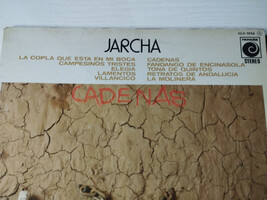 JARCHA
LA COPLA QUE ESTA EN MI BOCA
CAMPESINOS TRISTES
ELEGIA
LAMENTOS
VILLANCICO
CADENAS
FANDANGO DE ENCINASOLA
TONA DE QUINTOS
RETRATOS DE ANDALUCIA
LA MOLINERA
STEREO
CADENAS